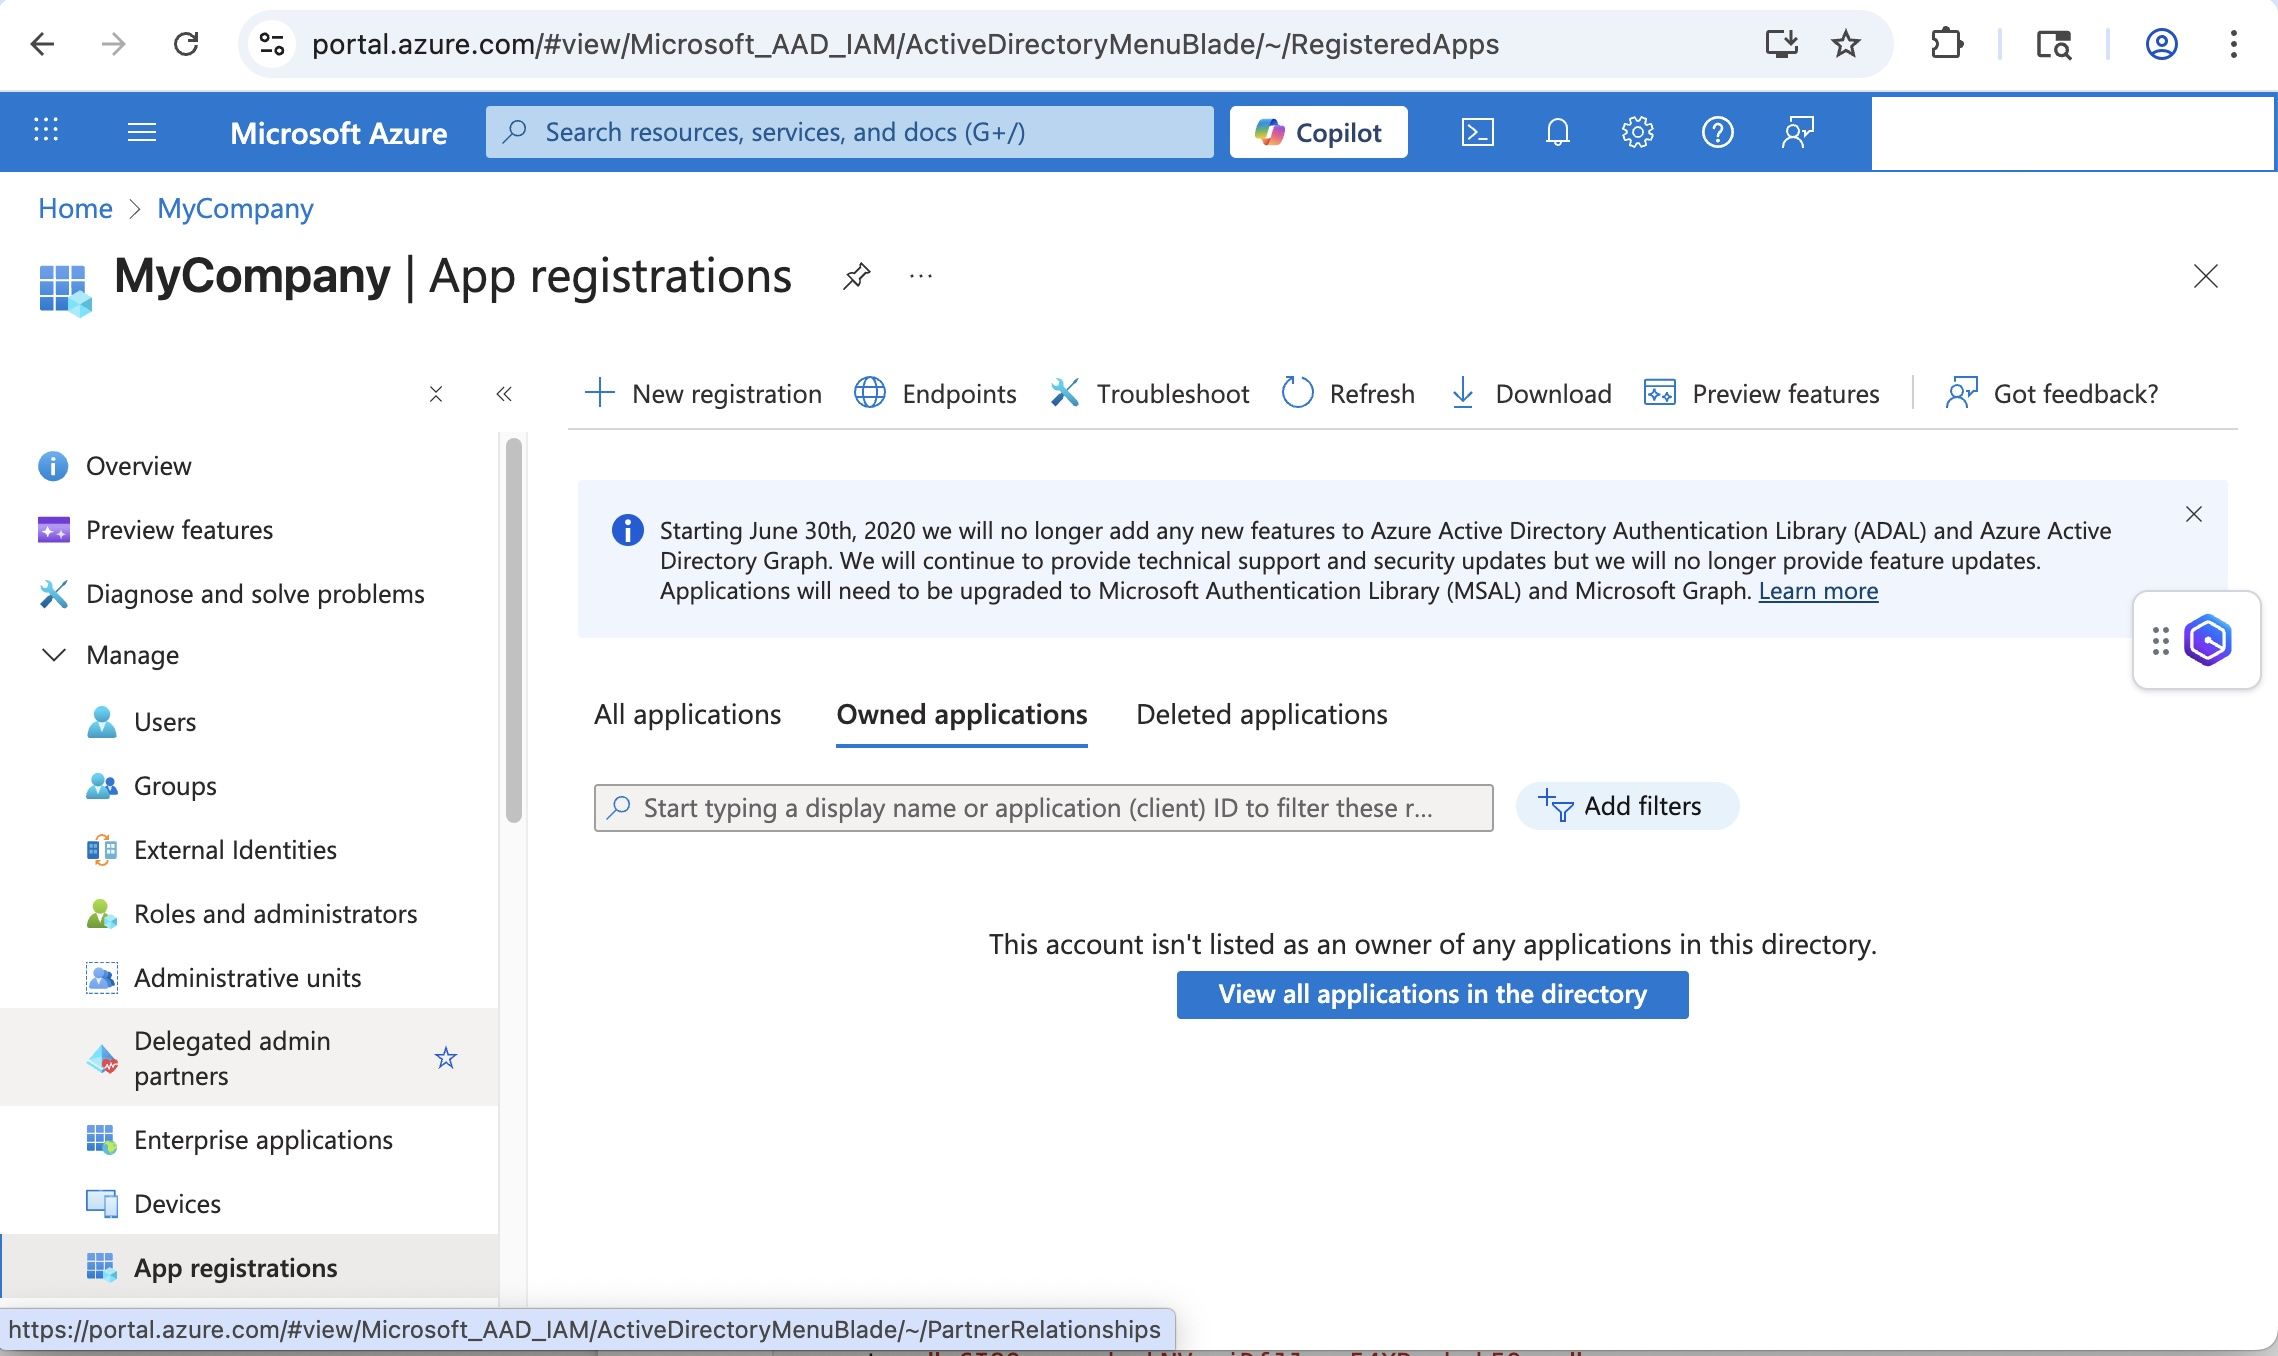 portal.azure.com/#view/Microsoft_AAD_IAM/ActiveDirectoryMenuBlade/~/RegisteredApps
Microsoft Azure
Search resources, services, and docs (G+/)
Copilot
Home > MyCompany
MyCompany | App registrations
New registration
Endpoints
Troubleshoot
Refresh
Download
Preview features
Got feedback?
Overview
Preview features
Diagnose and solve problems
Manage
Users
Groups
External Identities
Roles and administrators
Administrative units
Delegated admin
partners
Enterprise applications
Devices
App registrations
Starting June 30th, 2020 we will no longer add any new features to Azure Active Directory Authentication Library (ADAL) and Azure Active
Directory Graph. We will continue to provide technical support and security updates but we will no longer provide feature updates.
Applications will need to be upgraded to Microsoft Authentication Library (MSAL) and Microsoft Graph. Learn more
All applications
Owned applications
Deleted applications
Start typing a display name or application (client) ID to filter these r...
Add filters
This account isn't listed as an owner of any applications in this directory.
View all applications in the directory
https://portal.azure.com/#view/Microsoft_AAD_IAM/ActiveDirectoryMenuBlade/~/PartnerRelationships